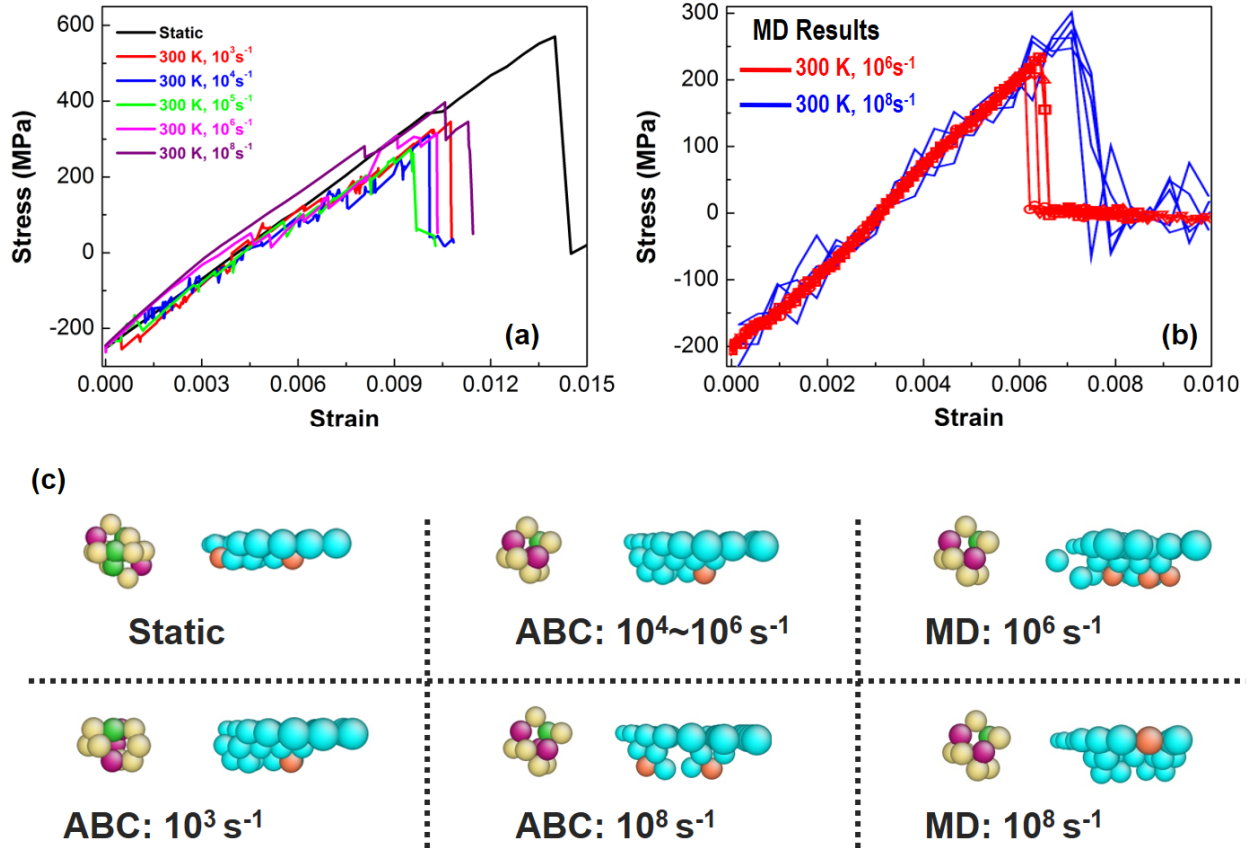 600
400
200
0
-200
Stress (MPa)
Static
300 K, 10³s⁻¹
300 K, 10⁴s⁻¹
300 K, 10⁵s⁻¹
300 K, 10⁶s⁻¹
300 K, 10⁸s⁻¹
(a)
0.000 0.003 0.006 0.009 0.012 0.015
Strain
300
200
100
0
-100
-200
Stress (MPa)
MD Results
300 K, 10⁶s⁻¹
300 K, 10⁸s⁻¹
(b)
0.000 0.002 0.004 0.006 0.008 0.010
Strain
(c)
Static
ABC: 10⁴~10⁶ s⁻¹
MD: 10⁶ s⁻¹
ABC: 10³ s⁻¹
ABC: 10⁸ s⁻¹
MD: 10⁸ s⁻¹